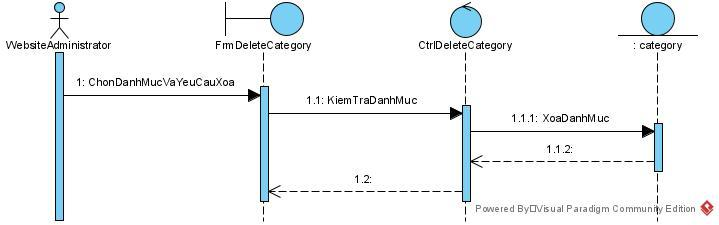 WebsiteAdministrator
FrmDeleteCategory
CtrlDeleteCategory
: category
1: ChonDanhMucVaYeuCauXoa
1.1: KiemTraDanhMuc
1.1.1: XoaDanhMuc
1.1.2:
1.2:
Powered By Visual Paradigm Community Edition